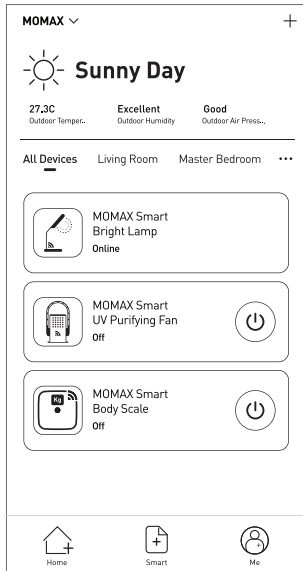 MOMAX
Sunny Day
27,3C Excellent Good
Outdoor Temper.. Outdoor Humidity Outdoor Air Press..,
All Devices Living Room Master Bedroom ...
MOMAX Smart
Bright Lamp
Online
MOMAX Smart
UV Purifying Fan
Off
Kg
MOMAX Smart
Body Scale
Off
Home Smart Me